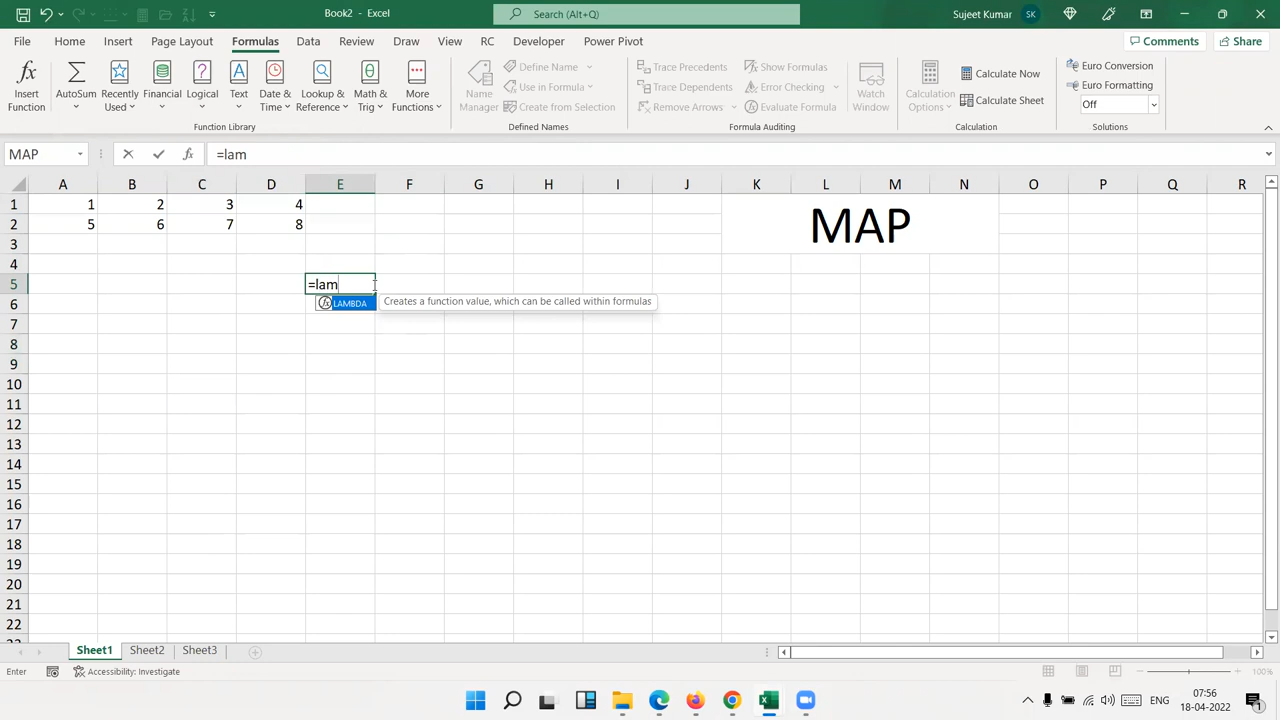 Book2 - Excel
Search (Alt+Q)
Sujeet Kumar
SK
File Home Insert Page Layout Formulas Data Review View Draw Developer RC Power Pivot
Comments
Share
Insert Function
AutoSum
Recently Used
Financial
Logical
Text
Date & Time
Lookup & Reference
Math & Trig
More Functions
Function Library
Name Manager
Define Name
Use in Formula
Create from Selection
Defined Names
Trace Precedents
Trace Dependents
Remove Arrows
Show Formulas
Error Checking
Evaluate Formula
Formula Auditing
Watch Window
Calculation Options
Calculate Now
Calculate Sheet
Calculation
Euro Conversion
Euro Formatting
Off
Solutions
MAP
=lam
A B C D E F G H I J K L M N O P Q R
1 1 2 3 4
2 5 6 7 8
MAP
3
4
5 =lam
LAMBDA Creates a function value, which can be called within formulas
6
7
8
9
10
11
12
13
14
15
16
17
18
19
20
21
22
Sheet1 Sheet2 Sheet3
Enter
Accessibility: Investigate
100%
ENG
07:56
18-04-2022
1